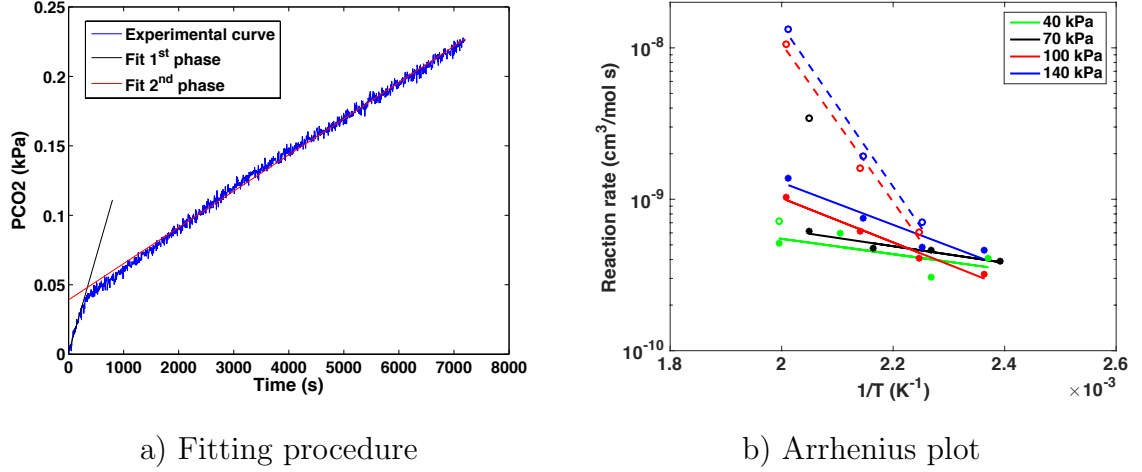 Experimental curve
Fit 1st phase
Fit 2nd phase
0.25
0.2
0.15
0.1
0.05
0
PCO2 (kPa)
0 1000 2000 3000 4000 5000 6000 7000 8000
Time (s)
a) Fitting procedure
40 kPa
70 kPa
100 kPa
140 kPa
10-8
10-9
10-10
Reaction rate (cm3/mol s)
1.8 2 2.2 2.4 2.6
1/T (K-1)
×10-3
b) Arrhenius plot